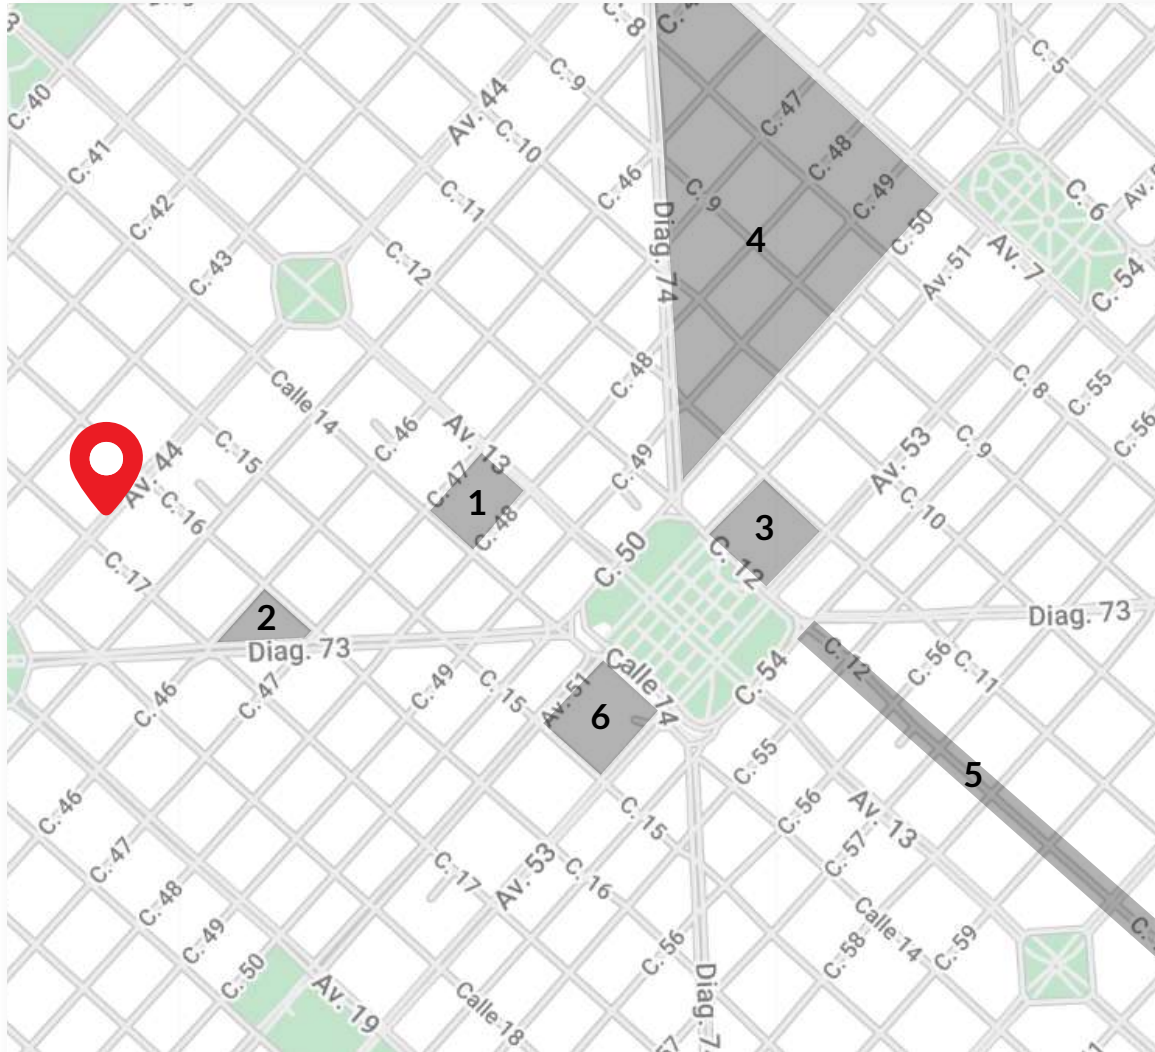 C. 8
C. 9
C. 5
C. 40
Av. 44
C. 47
C. 10
C. 41
C. 48
C. 46
C. 11
C. 9
C. 49
C. 6
C. 42
Diag. 74
4
C. 50
C. 43
C. 12
Av. 51
Av. 7
C. 54
Calle 14
C. 48
C. 8
C. 55
C. 46
Av. 13
C. 56
Av. 44
C. 15
C. 49
Av. 53
C. 9
C. 47
1
C. 48
C. 16
C. 10
3
C. 50
C. 12
C. 17
2
Diag. 73
Diag. 73
C. 12
C. 56
C. 11
Calle 14
C. 54
C. 46
C. 47
C. 49
C. 15
Av. 51
6
C. 55
5
C. 46
C. 15
C. 56
Av. 13
C. 47
C. 57
C. 17
Av. 53
C. 16
C. 48
Calle 14
C. 49
C. 56
C. 58
C. 59
C. 50
Av. 19
Calle 18
Diag. 7
57